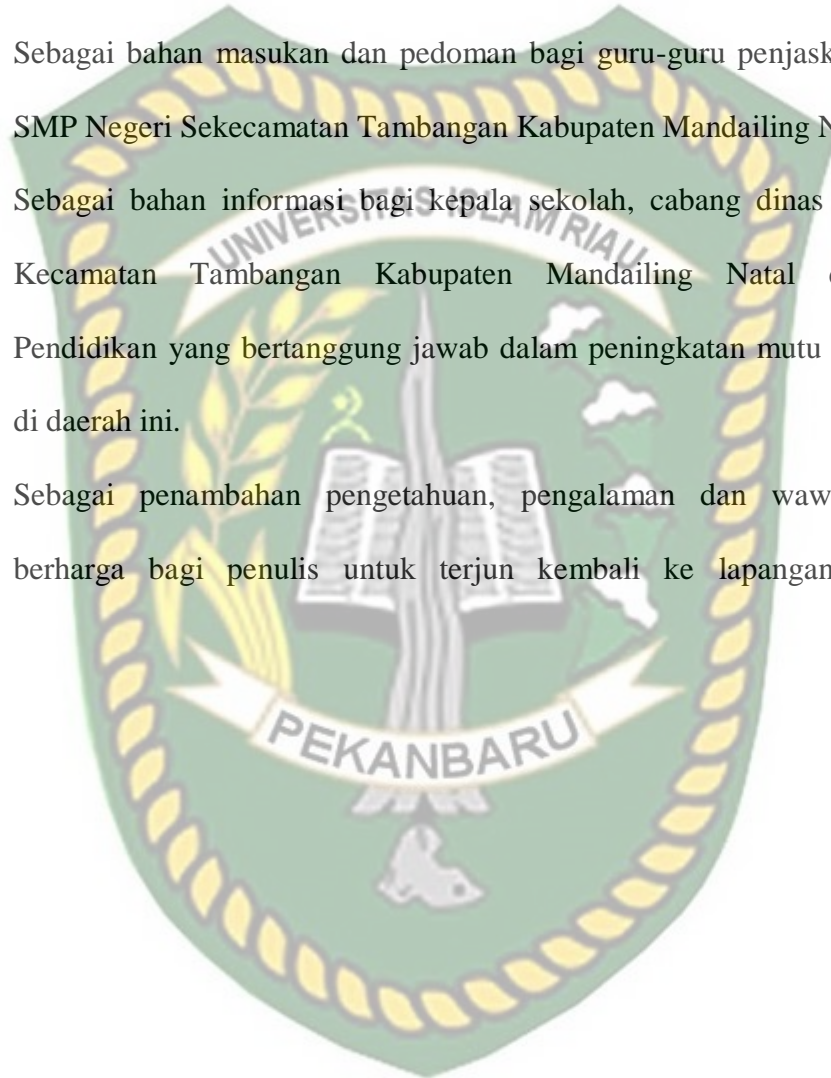 Sebagai bahan masukan dan pedoman bagi guru-guru penjask
SMP Negeri Sekecamatan Tambangan Kabupaten Mandailing N
Sebagai bahan informasi bagi kepala sekolah, cabang dinas
UNIVERSITAS ISLAM RIAU
Kecamatan Tambangan Kabupaten Mandailing Natal
Pendidikan yang bertanggung jawab dalam peningkatan mutu
di daerah ini.
Sebagai penambahan pengetahuan, pengalaman dan waw
berharga bagi penulis untuk terjun kembali ke lapangan
PEKANBARU